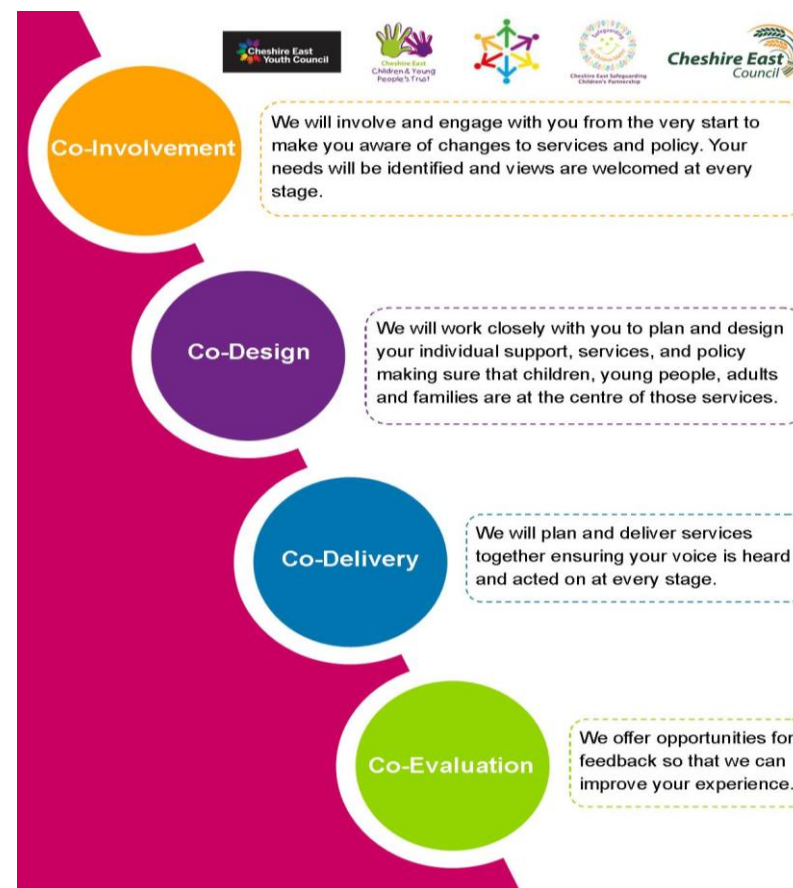 Cheshire East
Youth Council
Cheshire East
Children & Young
People's Trust
Safeguarding
Cheshire East Safeguarding
Children's Partnership
Cheshire East
Council
Co-Involvement
We will involve and engage with you from the very start to
make you aware of changes to services and policy. Your
needs will be identified and views are welcomed at every
stage.
Co-Design
We will work closely with you to plan and design
your individual support, services, and policy
making sure that children, young people, adults
and families are at the centre of those services.
Co-Delivery
We will plan and deliver services
together ensuring your voice is heard
and acted on at every stage.
Co-Evaluation
We offer opportunities for
feedback so that we can
improve your experience.